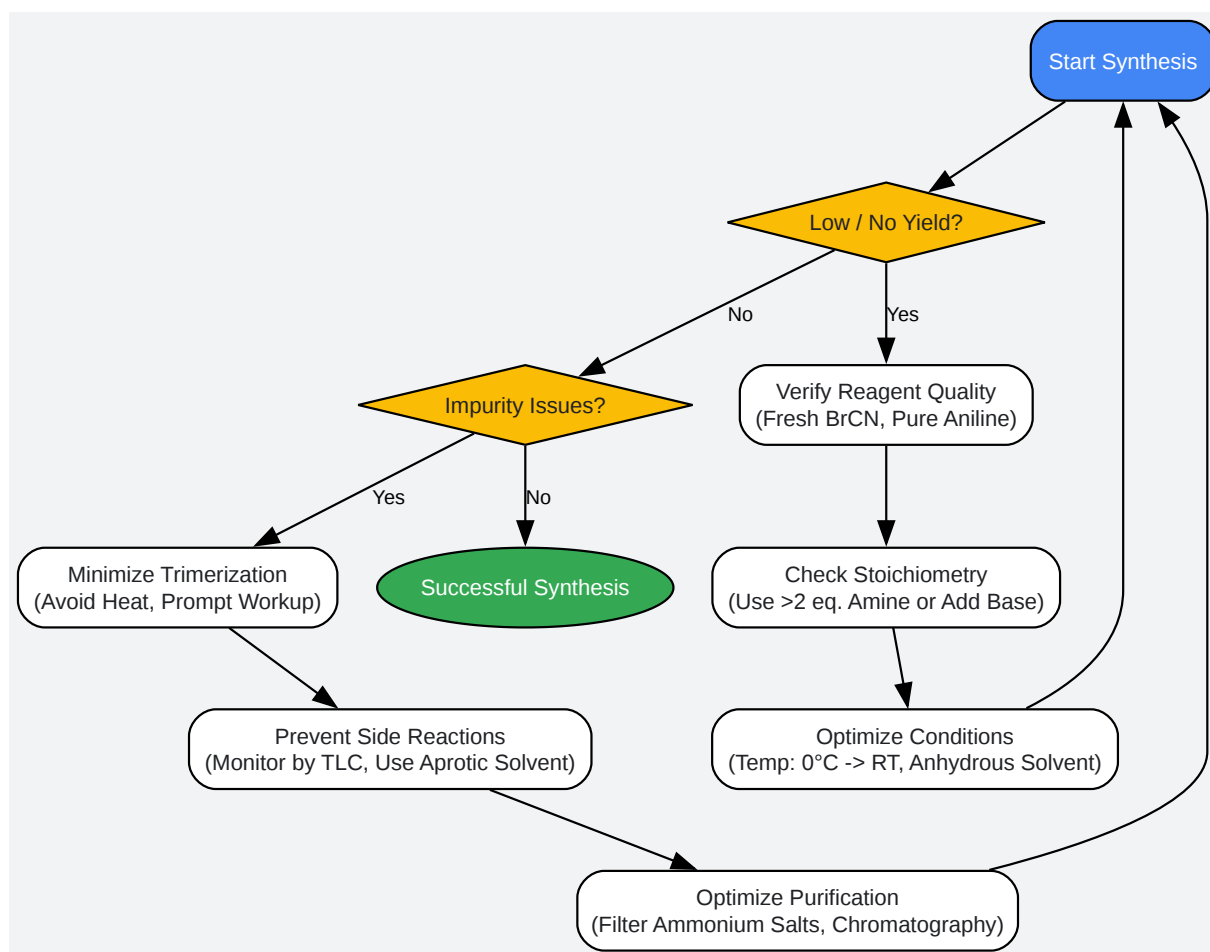 Start Synthesis
Low / No Yield?
No
Yes
Impurity Issues?
Verify Reagent Quality
(Fresh BrCN, Pure Aniline)
Yes
No
Minimize Trimerization
(Avoid Heat, Prompt Workup)
Successful Synthesis
Check Stoichiometry
(Use >2 eq. Amine or Add Base)
Prevent Side Reactions
(Monitor by TLC, Use Aprotic Solvent)
Optimize Conditions
(Temp: 0°C -> RT, Anhydrous Solvent)
Optimize Purification
(Filter Ammonium Salts, Chromatography)